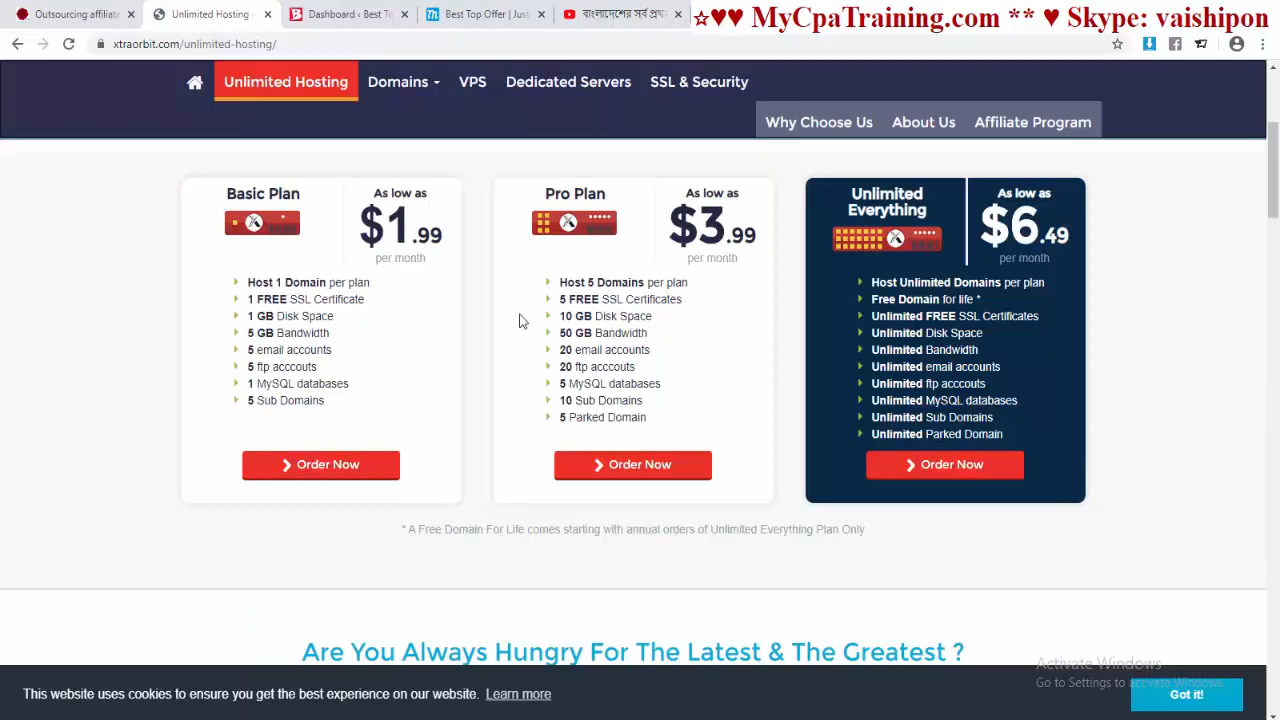 Outsourcing affiliate
Unlimited Hosting -
Dashboard ‹ Best To
Best Top Offer | Just
বাংলাদেশের সর্ব প্রথ
☆♥♥ MyCpaTraining.com ** ♥ Skype: vaishipon
xtraorbit.com/unlimited-hosting/
Unlimited Hosting
Domains
VPS
Dedicated Servers
SSL & Security
Why Choose Us
About Us
Affiliate Program
Basic Plan
As low as
$1.99
per month
Host 1 Domain per plan
1 FREE SSL Certificate
1 GB Disk Space
5 GB Bandwidth
5 email accounts
5 ftp acccouts
1 MySQL databases
5 Sub Domains
Order Now
Pro Plan
As low as
$3.99
per month
Host 5 Domains per plan
5 FREE SSL Certificates
10 GB Disk Space
50 GB Bandwidth
20 email accounts
20 ftp acccouts
5 MySQL databases
10 Sub Domains
5 Parked Domain
Order Now
Unlimited
Everything
As low as
$6.49
per month
Host Unlimited Domains per plan
Free Domain for life *
Unlimited FREE SSL Certificates
Unlimited Disk Space
Unlimited Bandwidth
Unlimited email accounts
Unlimited ftp acccouts
Unlimited MySQL databases
Unlimited Sub Domains
Unlimited Parked Domain
Order Now
* A Free Domain For Life comes starting with annual orders of Unlimited Everything Plan Only
Are You Always Hungry For The Latest & The Greatest ?
Activate Windows
Go to Settings to activate Windows.
This website uses cookies to ensure you get the best experience on our website. Learn more
Got it!